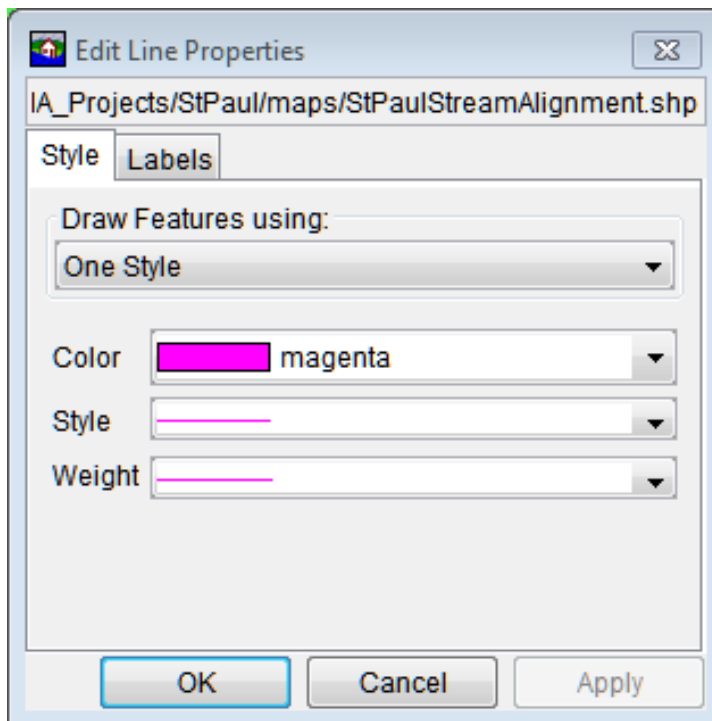 Edit Line Properties
IA_Projects/StPaul/maps/StPaulStreamAlignment.shp
Style Labels
Draw Features using:
One Style
Color magenta
Style
Weight
OK Cancel Apply